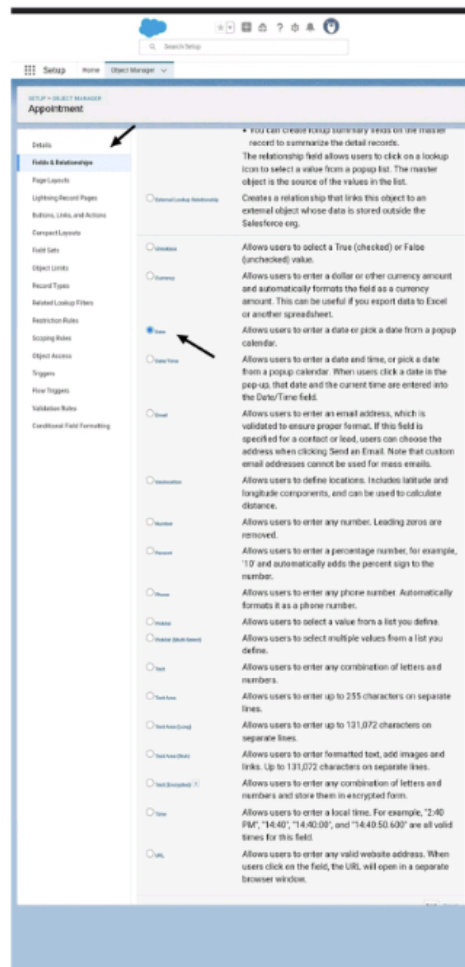 Search Setup
Setup Home Object Manager
SETUP > OBJECT MANAGER
Appointment
Details
Fields & Relationships
Page Layouts
Lightning Record Pages
Buttons, Links, and Actions
Compact Layouts
Field Sets
Object Limits
Record Types
Related Lookup Filters
Restriction Rules
Scoping Rules
Object Access
Triggers
Flow Triggers
Validation Rules
Conditional Field Formatting
• You can create rollup summary fields on the master
record to summarize the detail records.
The relationship field allows users to click on a lookup
icon to select a value from a popup list. The master
object is the source of the values in the list.
External Lookup Relationship
Creates a relationship that links this object to an
external object whose data is stored outside the
Salesforce org.
Checkbox
Allows users to select a True (checked) or False
(unchecked) value.
Currency
Allows users to enter a dollar or other currency amount
and automatically formats the field as a currency
amount. This can be useful if you export data to Excel
or another spreadsheet.
Date
Allows users to enter a date or pick a date from a popup
calendar.
Date/Time
Allows users to enter a date and time, or pick a date
from a popup calendar. When users click a date in the
pop-up, that date and the current time are entered into
the Date/Time field.
Email
Allows users to enter an email address, which is
validated to ensure proper format. If this field is
specified for a contact or lead, users can choose the
address when clicking Send an Email. Note that custom
email addresses cannot be used for mass emails.
Geolocation
Allows users to define locations. Includes latitude and
longitude components, and can be used to calculate
distance.
Number
Allows users to enter any number. Leading zeros are
removed.
Percent
Allows users to enter a percentage number, for example,
'10' and automatically adds the percent sign to the
number.
Phone
Allows users to enter any phone number. Automatically
formats it as a phone number.
Picklist
Allows users to select a value from a list you define.
Picklist (Multi-Select)
Allows users to select multiple values from a list you
define.
Text
Allows users to enter any combination of letters and
numbers.
Text Area
Allows users to enter up to 255 characters on separate
lines.
Text Area (Long)
Allows users to enter up to 131,072 characters on
separate lines.
Text Area (Rich)
Allows users to enter formatted text, add images and
links. Up to 131,072 characters on separate lines.
Text (Encrypted)
Allows users to enter any combination of letters and
numbers and store them in encrypted form.
Time
Allows users to enter a local time. For example, "2:40
PM", "14:40", "14:40:00", and "14:40:50.600" are all valid
times for this field.
URL
Allows users to enter any valid website address. When
users click on the field, the URL will open in a separate
browser window.